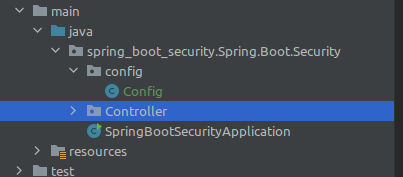 main
java
spring_boot_security.Spring.Boot.Security
config
Config
Controller
SpringBootSecurityApplication
resources
test